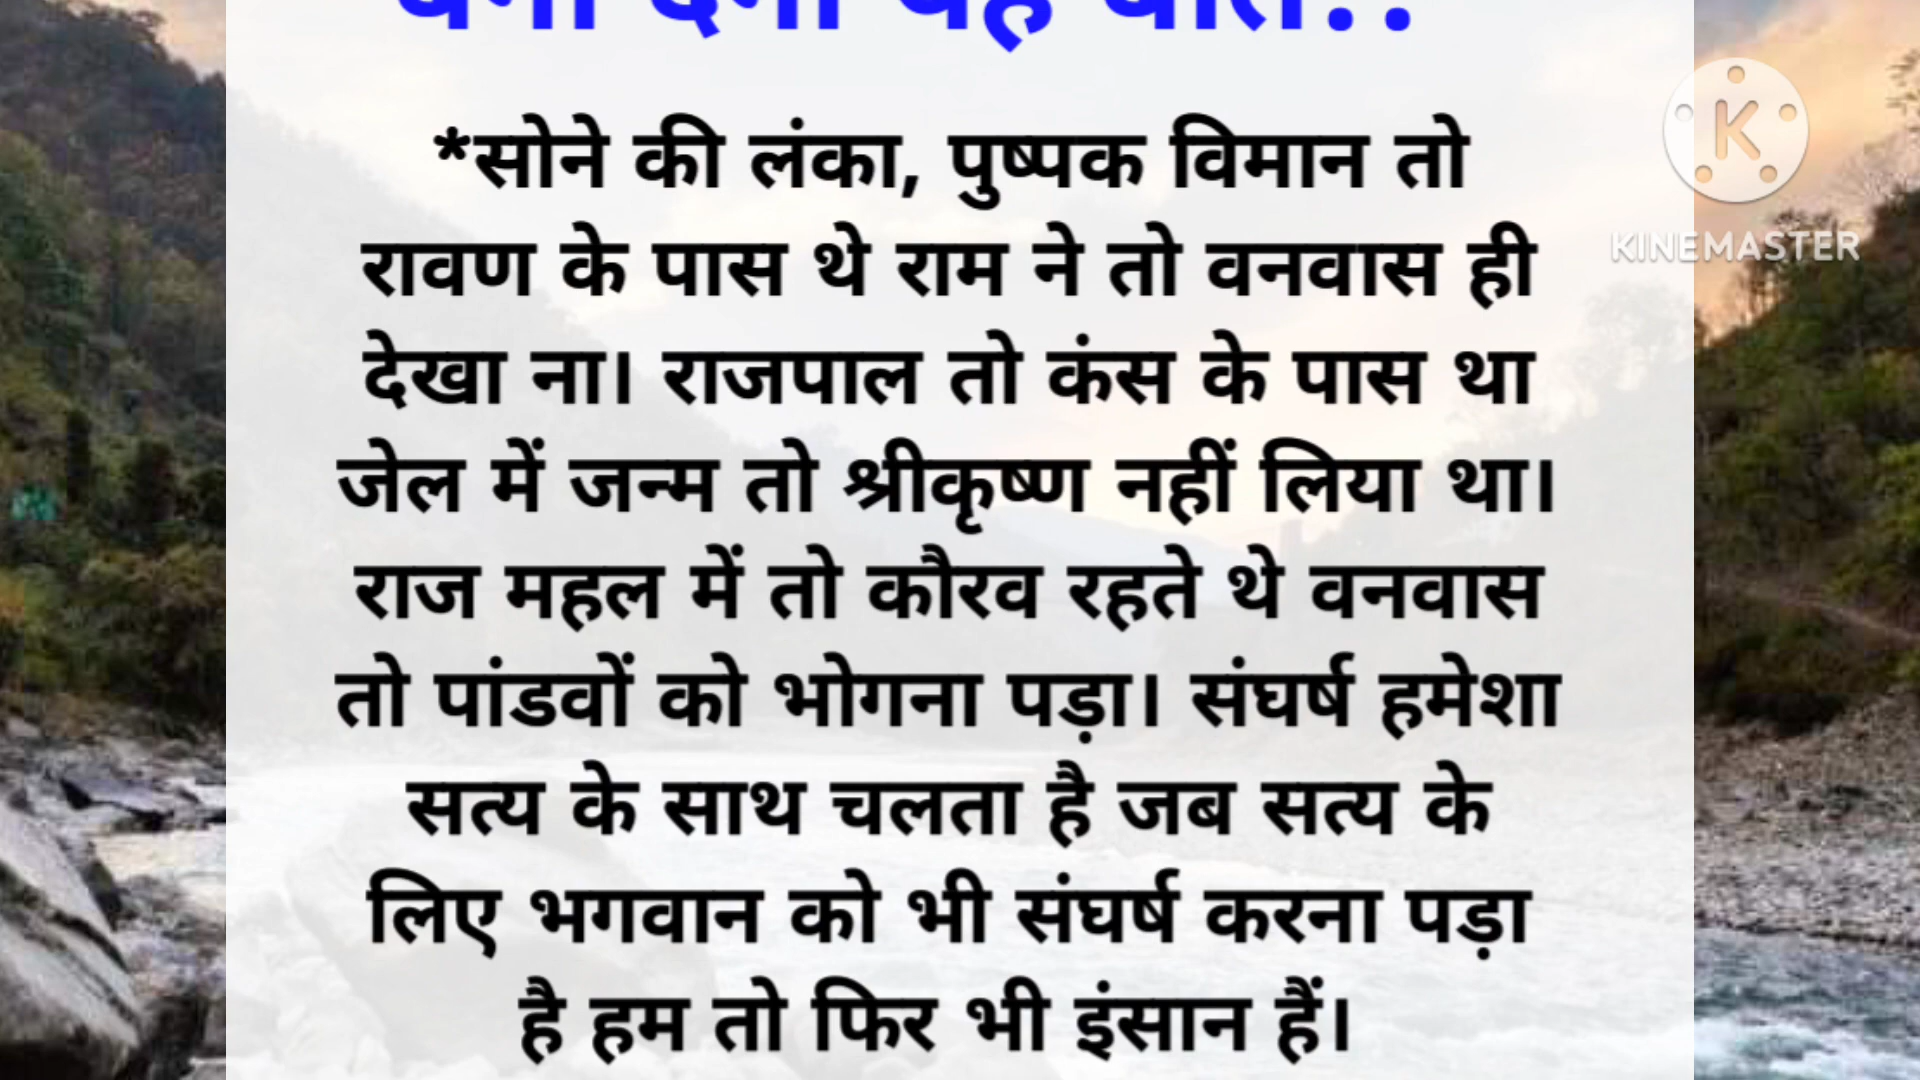 *सोने की लंका, पुष्पक विमान तो
रावण के पास थे राम ने तो वनवास ही
देखा ना। राजपाल तो कंस के पास था
जेल में जन्म तो श्रीकृष्ण नहीं लिया था।
राज महल में तो कौरव रहते थे वनवास
तो पांडवों को भोगना पड़ा। संघर्ष हमेशा
सत्य के साथ चलता है जब सत्य के
लिए भगवान को भी संघर्ष करना पड़ा
है हम तो फिर भी इंसान हैं।
K
KINEMASTER